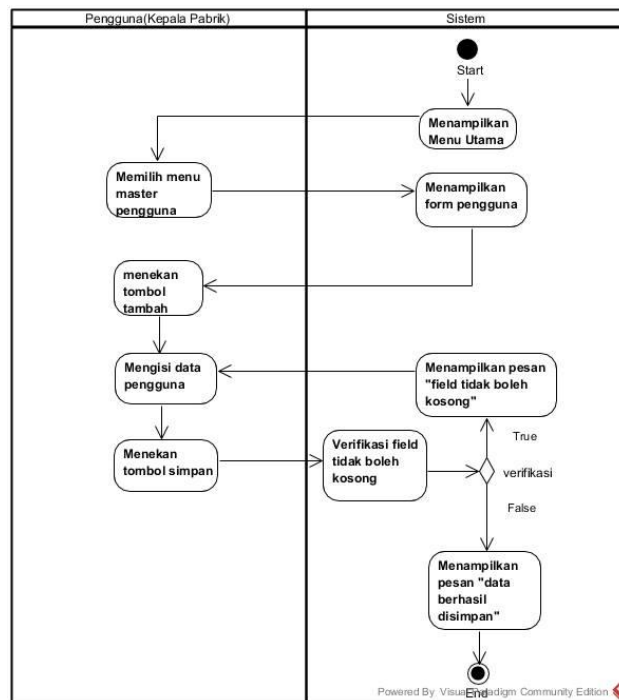 Pengguna(Kepala Pabrik)
Sistem
Start
Menampilkan
Menu Utama
Memilih menu
master
pengguna
Menampilkan
form pengguna
menekan
tombol
tambah
Mengisi data
pengguna
Menampilkan pesan
"field tidak boleh
kosong"
True
Menekan
tombol simpan
Verifikasi field
tidak boleh
kosong
verifikasi
False
Menampilkan
pesan "data
berhasil
disimpan"
End
Powered By Visual Paradigm Community Edition